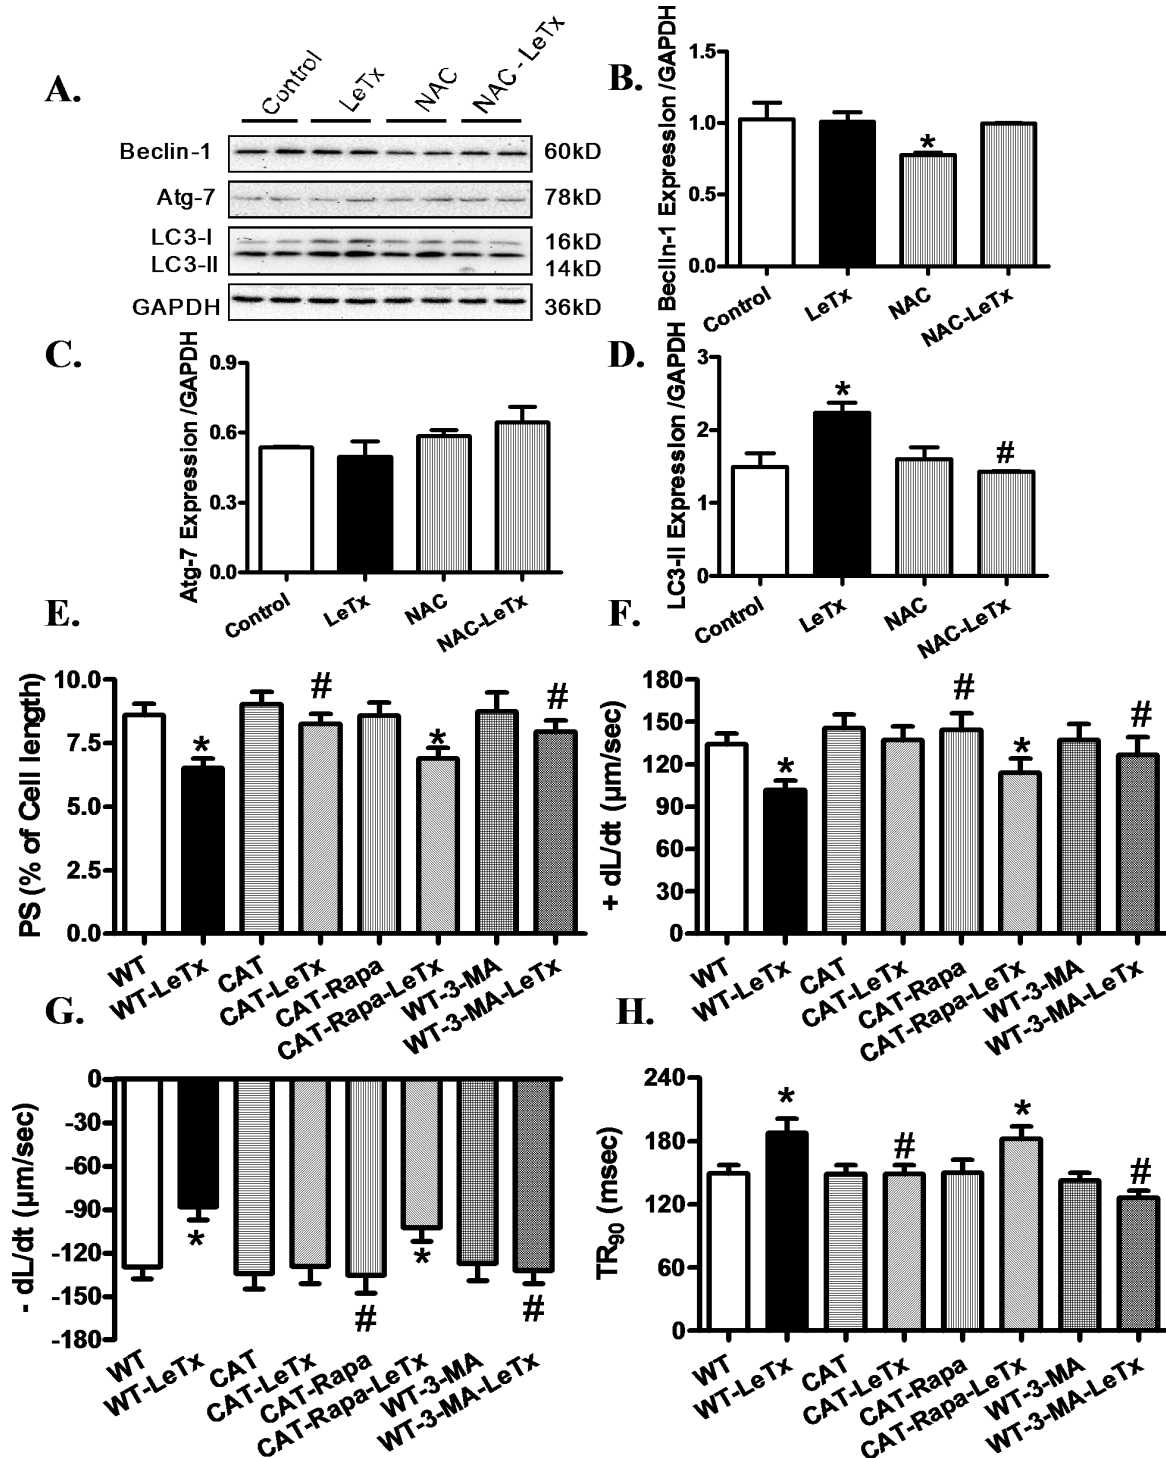 A.
Control
LeTx
NAC
NAC - LeTx
Beclin-1
60kD
Atg-7
78kD
LC3-I
16kD
LC3-II
14kD
GAPDH
36kD
B.
Beclin-1 Expression /GAPDH
1.5
1.0
0.5
0.0
*
Control
LeTx
NAC
NAC-LeTx
C.
Atg-7 Expression /GAPDH
0.9
0.6
0.3
0.0
Control
LeTx
NAC
NAC-LeTx
D.
LC3-II Expression /GAPDH
3
2
1
0
*
#
Control
LeTx
NAC
NAC-LeTx
E.
PS (% of Cell length)
10.0
7.5
5.0
2.5
0.0
*
#
*
#
WT
WT-LeTx
CAT
CAT-LeTx
CAT-Rapa
CAT-Rapa-LeTx
WT-3-MA
WT-3-MA-LeTx
F.
+ dL/dt (μm/sec)
180
150
120
90
60
30
0
*
#
*
#
WT
WT-LeTx
CAT
CAT-LeTx
CAT-Rapa
CAT-Rapa-LeTx
WT-3-MA
WT-3-MA-LeTx
G.
- dL/dt (μm/sec)
0
-30
-60
-90
-120
-150
-180
*
#
*
#
WT
WT-LeTx
CAT
CAT-LeTx
CAT-Rapa
CAT-Rapa-LeTx
WT-3-MA
WT-3-MA-LeTx
H.
TR90 (msec)
240
180
120
60
0
*
#
*
#
WT
WT-LeTx
CAT
CAT-LeTx
CAT-Rapa
CAT-Rapa-LeTx
WT-3-MA
WT-3-MA-LeTx